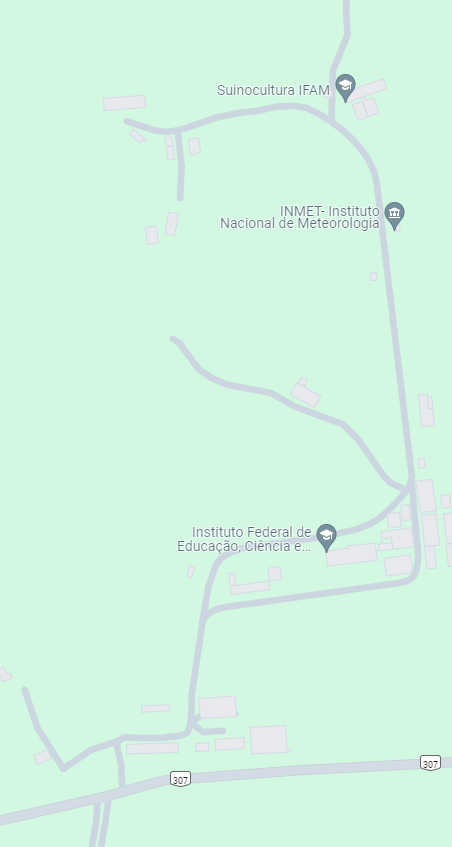 Suinocultura IFAM
INMET- Instituto
Nacional de Meteorologia
Instituto Federal de
Educação, Ciência e...
307
307